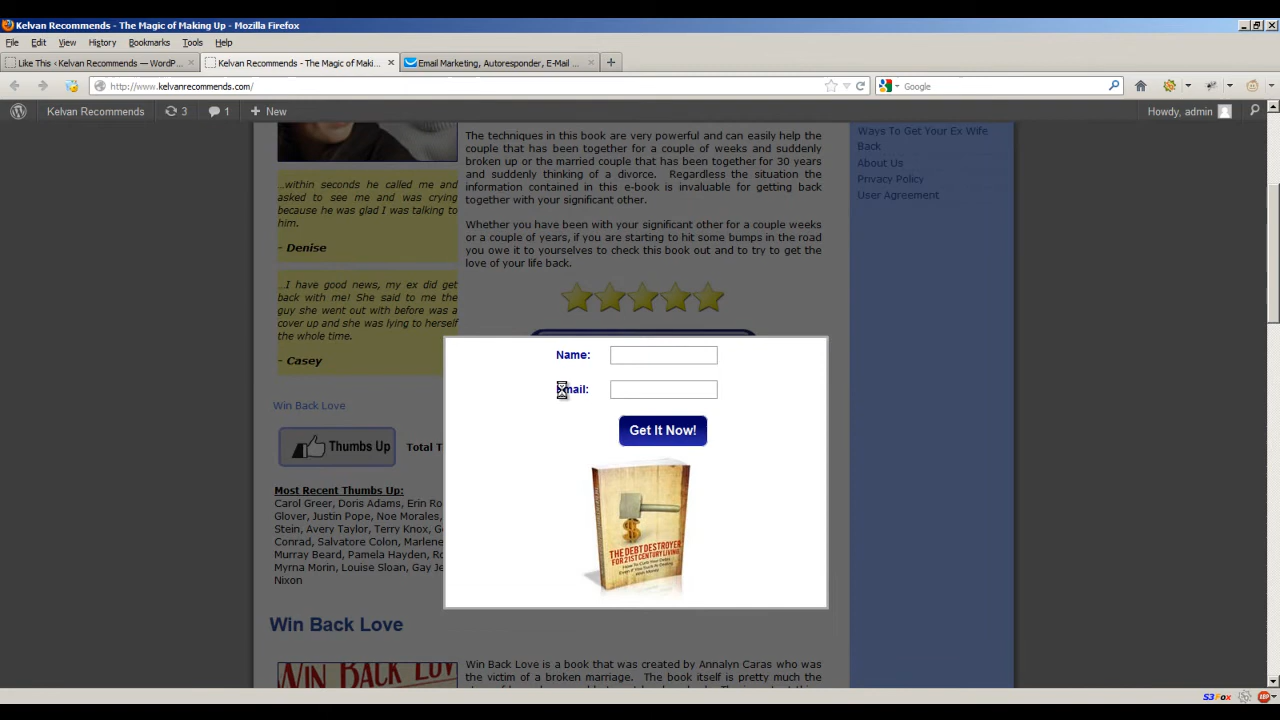 Kelvan Recommends - The Magic of Making Up - Mozilla Firefox
File Edit View History Bookmarks Tools Help
Like This ‹ Kelvan Recommends — WordP...
Kelvan Recommends - The Magic of Maki...
Email Marketing, Autoresponder, E-Mail ...
http://www.kelvanrecommends.com/
Google
Kelvan Recommends 3 1 + New
Howdy, admin
...within seconds he called me and
asked to see me and was crying
because he was glad I was talking to
him.
- Denise
...I have good news, my ex did get
back with me! She said to me the
guy she went out with before was a
cover up and she was lying to herself
the whole time.
- Casey
Win Back Love
Thumbs Up
Total T
Most Recent Thumbs Up:
Carol Greer, Doris Adams, Erin Ro
Glover, Justin Pope, Noe Morales,
Stein, Avery Taylor, Terry Knox, G
Conrad, Salvatore Colon, Marlene
Murray Beard, Pamela Hayden, Ro
Myrna Morin, Louise Sloan, Gay Je
Nixon
The techniques in this book are very powerful and can easily help the
couple that has been together for a couple of weeks and suddenly
broken up or the married couple that has been together for 30 years
and suddenly thinking of a divorce. Regardless the situation the
information contained in this e-book is invaluable for getting back
together with your significant other.
Whether you have been with your significant other for a couple weeks
or a couple of years, if you are starting to hit some bumps in the road
you owe it to yourselves to check this book out and to try to get the
love of your life back.
Ways To Get Your Ex Wife
Back
About Us
Privacy Policy
User Agreement
Name:
Email:
Get It Now!
THE DEBT DESTROYER
FOR 21ST CENTURY LIVING
Win Back Love
WIN BACK LOV
Win Back Love is a book that was created by Annalyn Caras who was
the victim of a broken marriage. The book itself is pretty much the
S3Fox